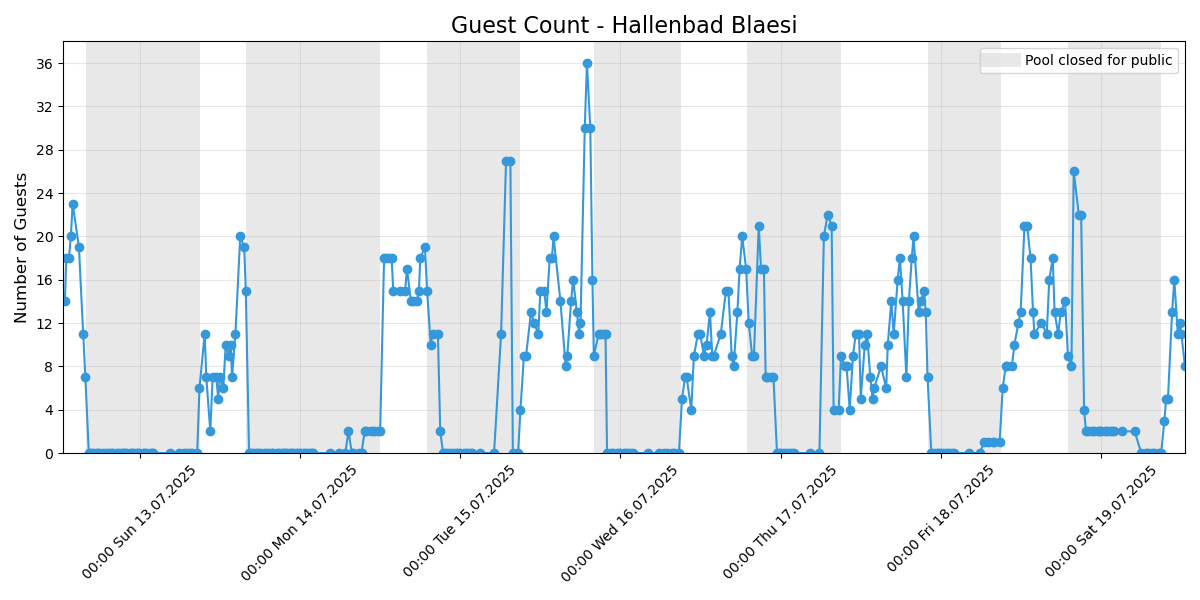 Guest Count - Hallenbad Blaesi
Pool closed for public
Number of Guests
36
32
28
24
20
16
12
8
4
0
00:00 Sun 13.07.2025
00:00 Mon 14.07.2025
00:00 Tue 15.07.2025
00:00 Wed 16.07.2025
00:00 Thu 17.07.2025
00:00 Fri 18.07.2025
00:00 Sat 19.07.2025